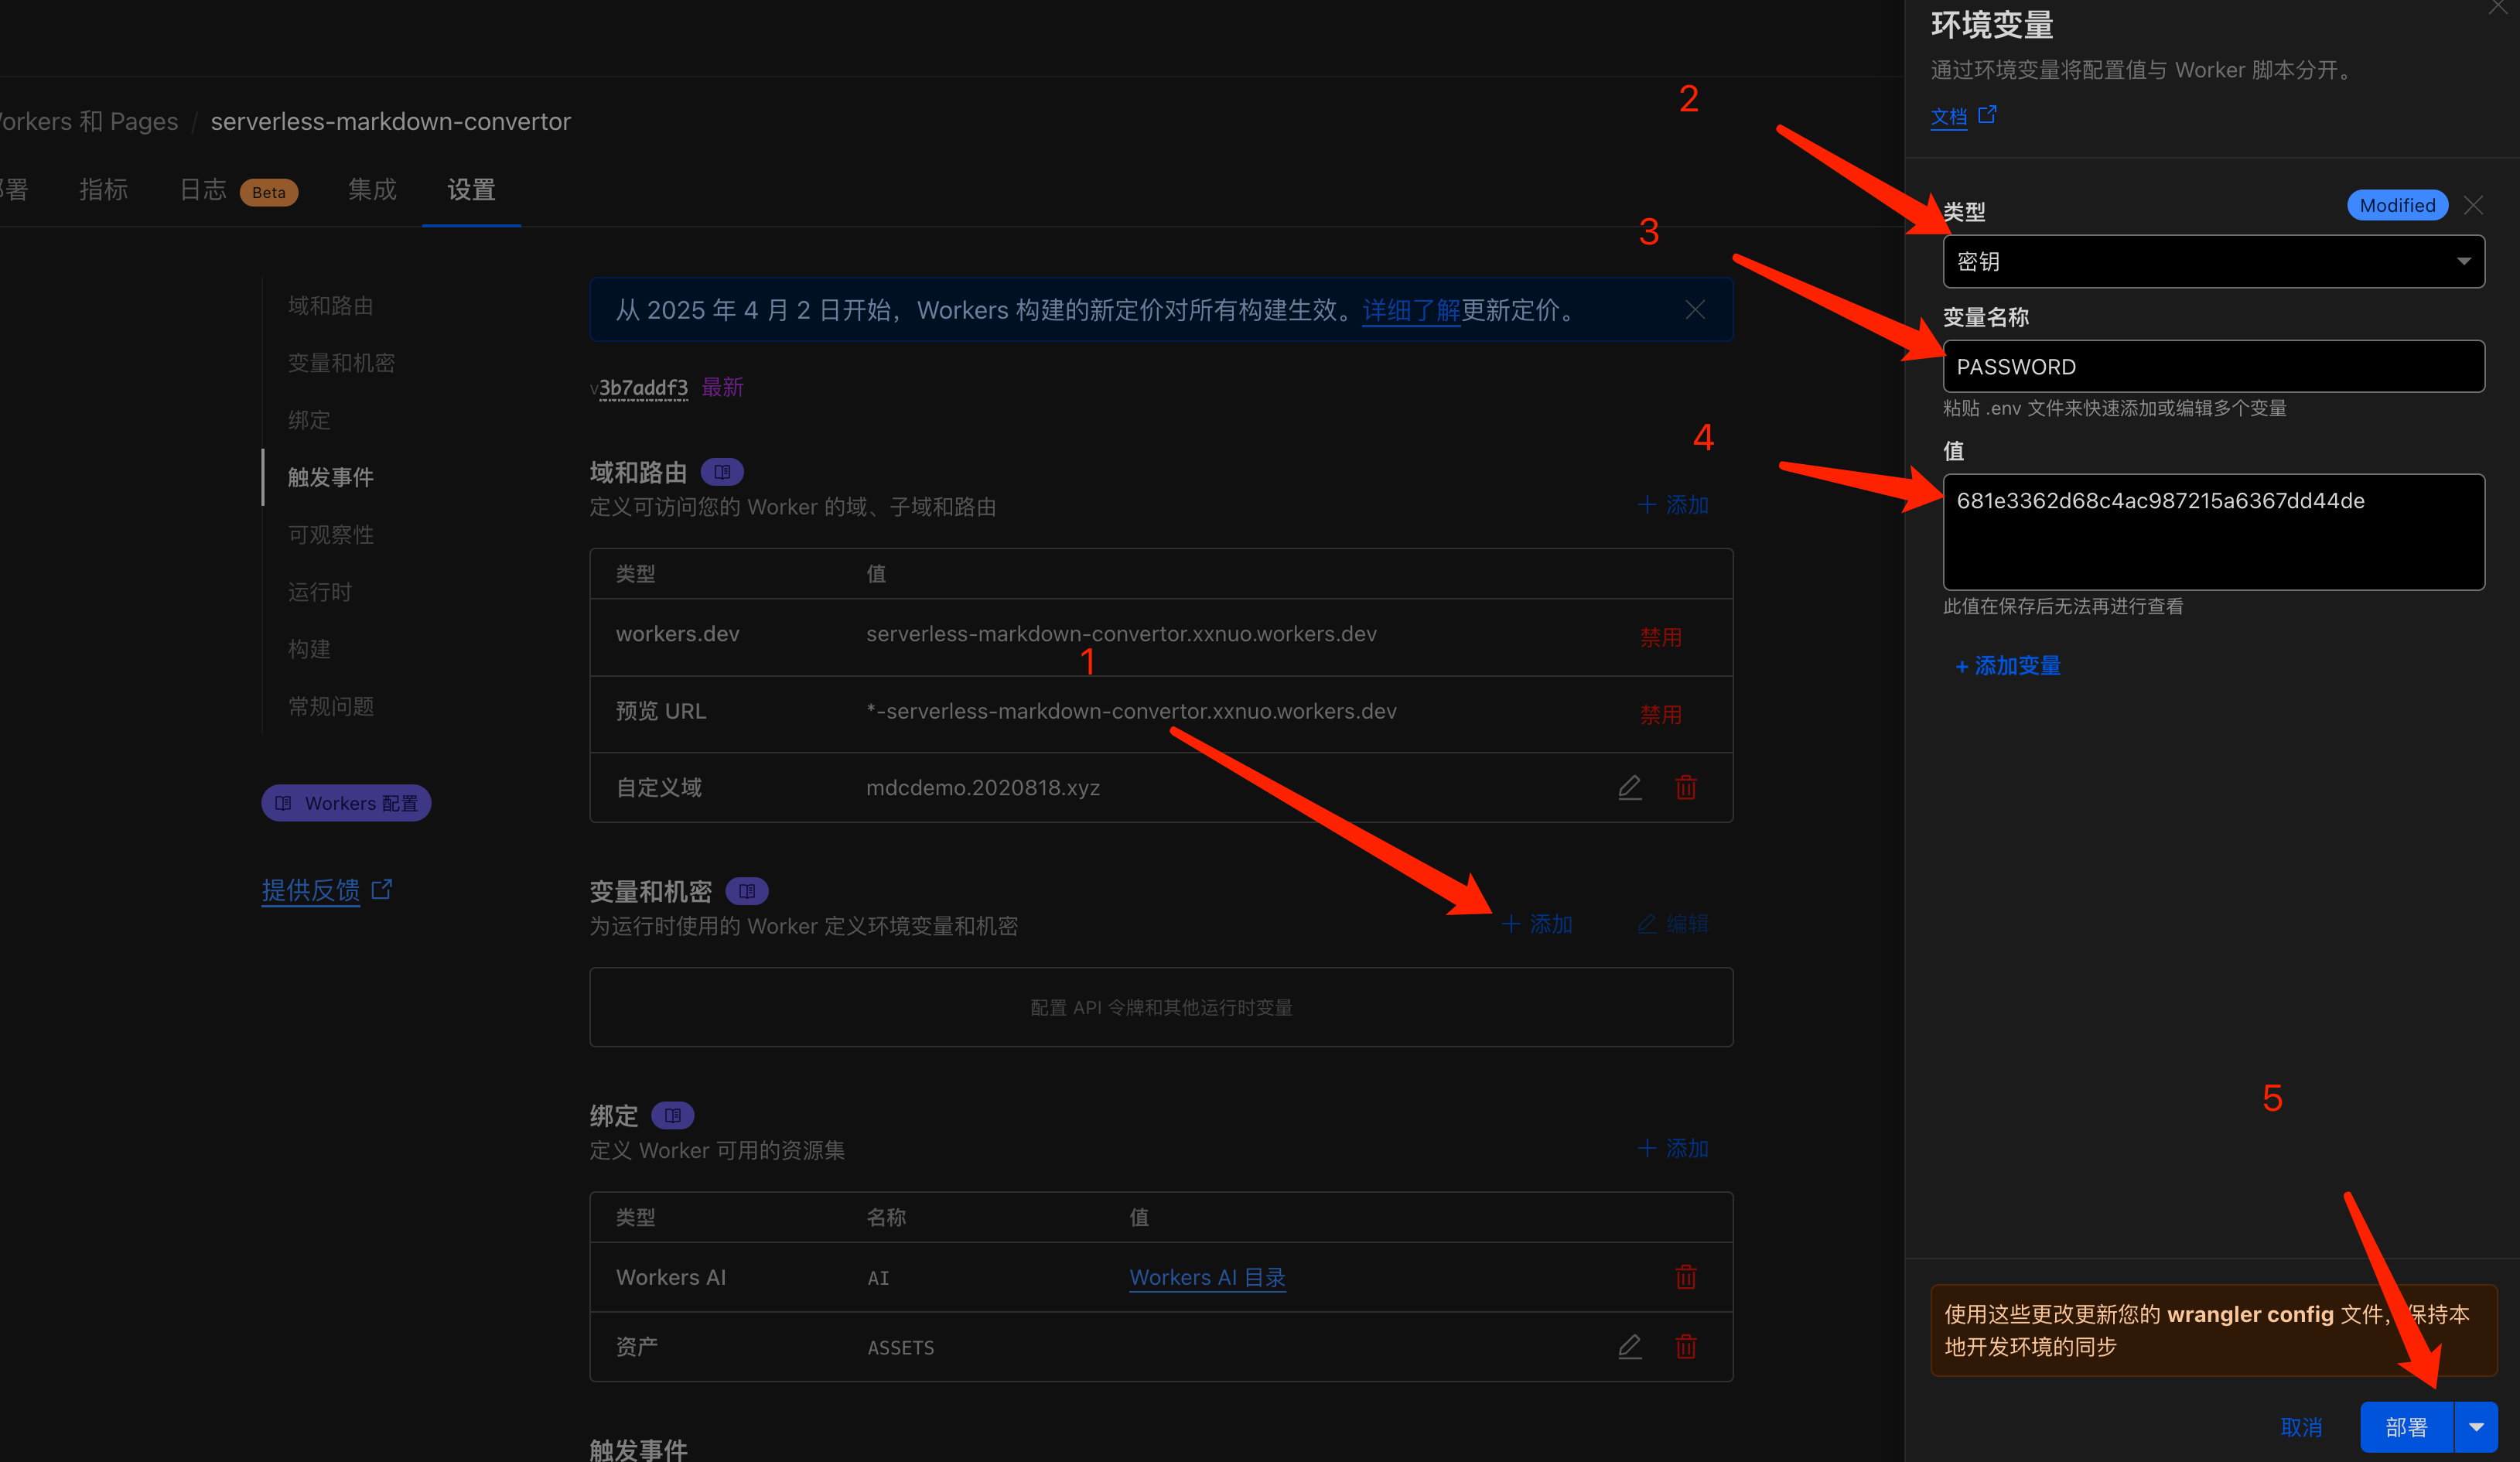 orkers 和 Pages / serverless-markdown-convertor
署 指标 日志 Beta 集成 设置
域和路由
变量和机密
绑定
触发事件
可观察性
运行时
构建
常规问题
Workers 配置
提供反馈
从 2025 年 4 月 2 日开始，Workers 构建的新定价对所有构建生效。详细了解更新定价。
v3b7addf3 最新
域和路由
定义可访问您的 Worker 的域、子域和路由
+ 添加
类型 值
workers.dev serverless-markdown-convertor.xxnuo.workers.dev 禁用
1
预览 URL *-serverless-markdown-convertor.xxnuo.workers.dev 禁用
自定义域 mdcdemo.2020818.xyz
变量和机密
为运行时使用的 Worker 定义环境变量和机密
+ 添加 编辑
配置 API 令牌和其他运行时变量
绑定
定义 Worker 可用的资源集
+ 添加
类型 名称 值
Workers AI AI Workers AI 目录
资产 ASSETS
触发事件
环境变量
通过环境变量将配置值与 Worker 脚本分开。
文档
2
类型 Modified
密钥
3
变量名称
PASSWORD
粘贴 .env 文件来快速添加或编辑多个变量
4
值
681e3362d68c4ac987215a6367dd44de
此值在保存后无法再进行查看
+ 添加变量
5
使用这些更改更新您的 wrangler config 文件，保持本
地开发环境的同步
取消 部署